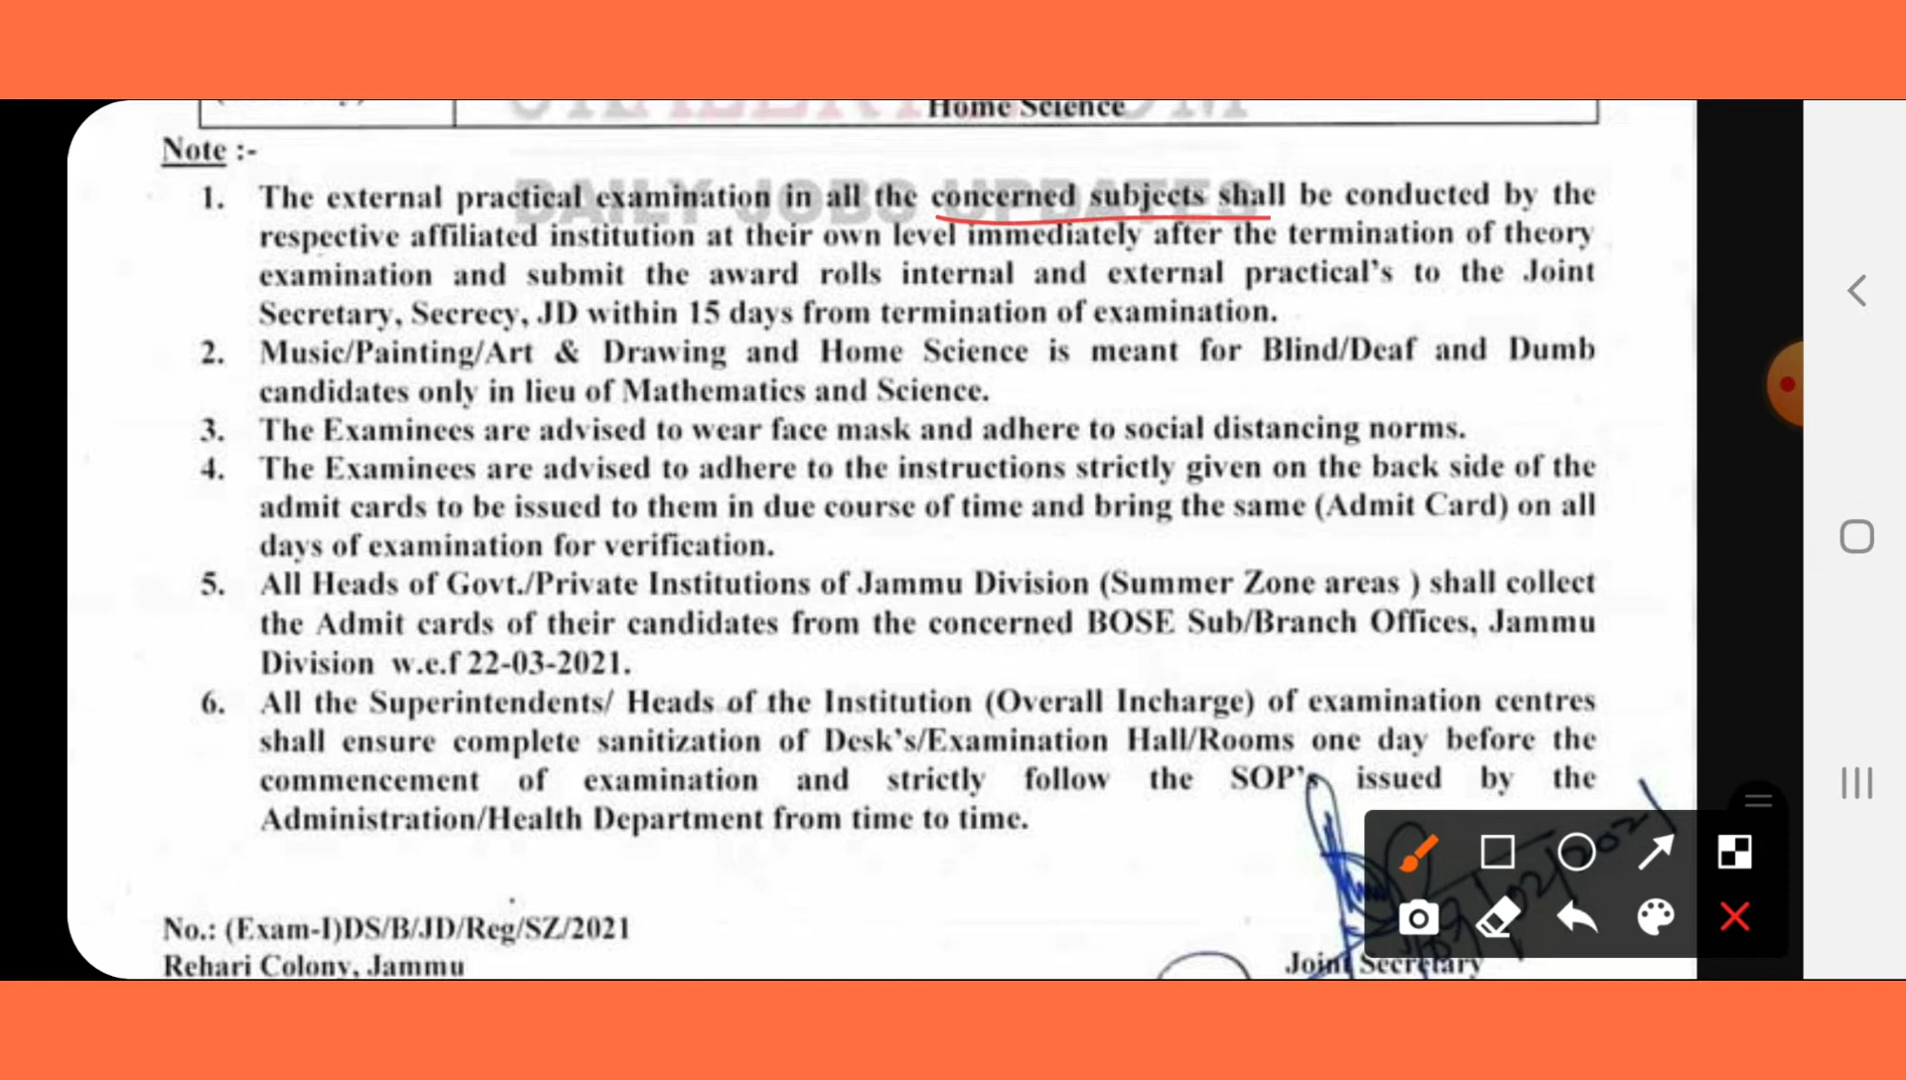 Home Science
Note :-
DAILY JOBS UPDATES
1. The external practical examination in all the concerned subjects shall be conducted by the
respective affiliated institution at their own level immediately after the termination of theory
examination and submit the award rolls internal and external practical's to the Joint
Secretary, Secrecy, JD within 15 days from termination of examination.
2. Music/Painting/Art & Drawing and Home Science is meant for Blind/Deaf and Dumb
candidates only in lieu of Mathematics and Science.
3. The Examinees are advised to wear face mask and adhere to social distancing norms.
4. The Examinees are advised to adhere to the instructions strictly given on the back side of the
admit cards to be issued to them in due course of time and bring the same (Admit Card) on all
days of examination for verification.
5. All Heads of Govt./Private Institutions of Jammu Division (Summer Zone areas ) shall collect
the Admit cards of their candidates from the concerned BOSE Sub/Branch Offices, Jammu
Division w.e.f 22-03-2021.
6. All the Superintendents/ Heads of the Institution (Overall Incharge) of examination centres
shall ensure complete sanitization of Desk's/Examination Hall/Rooms one day before the
commencement of examination and strictly follow the SOP's issued by the
Administration/Health Department from time to time.
No.: (Exam-I)DS/B/JD/Reg/SZ/2021
Rehari Colony, Jammu
Joint Secretary